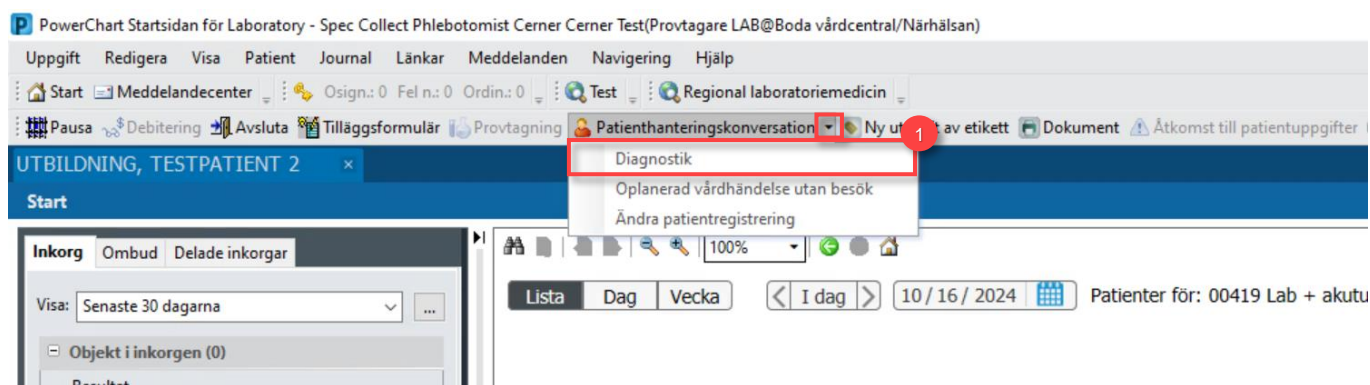 PowerChart Startsidan för Laboratory - Spec Collect Phlebotomist Cerner Cerner Test(Provtagare LAB@Boda vårdcentral/Närhälsan)
Uppgift Redigera Visa Patient Journal Länkar Meddelanden Navigering Hjälp
Start Meddelandecenter Osign.: 0 Fel n.: 0 Ordin.: 0 Test Regional laboratoriemedicin
Pausa Debitering Avsluta Tilläggsformulär Provtagning Patienthanteringskonversation Ny av etikett Dokument Åtkomst till patientuppgifter
1
UTBILDNING, TESTPATIENT 2 ×
Diagnostik
Oplanerad vårdhändelse utan besök
Ändra patientregistrering
Start
Inkorg Ombud Delade inkorgar
100%
Visa: Senaste 30 dagarna ...
Lista Dag Vecka I dag 10/16/2024 Patienter för: 00419 Lab + akutu
Objekt i inkorgen (0)